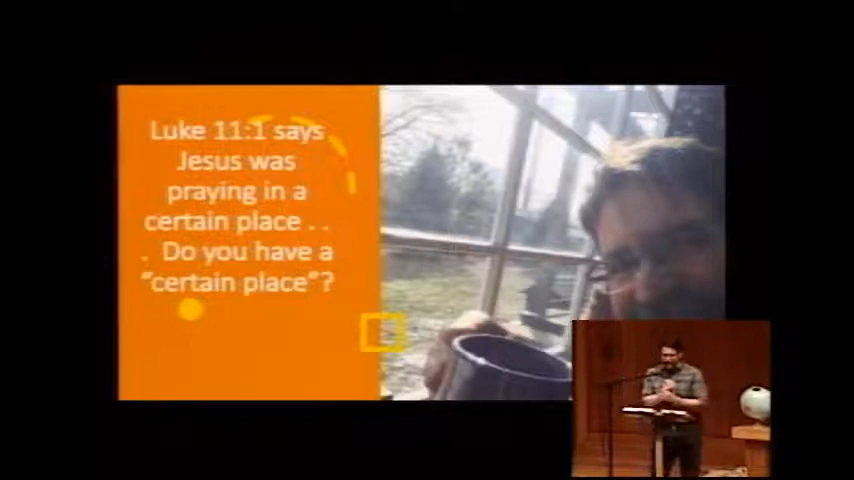 Luke 11:1 says
Jesus was
praying in a
certain place . .
. Do you have a
"certain place"?